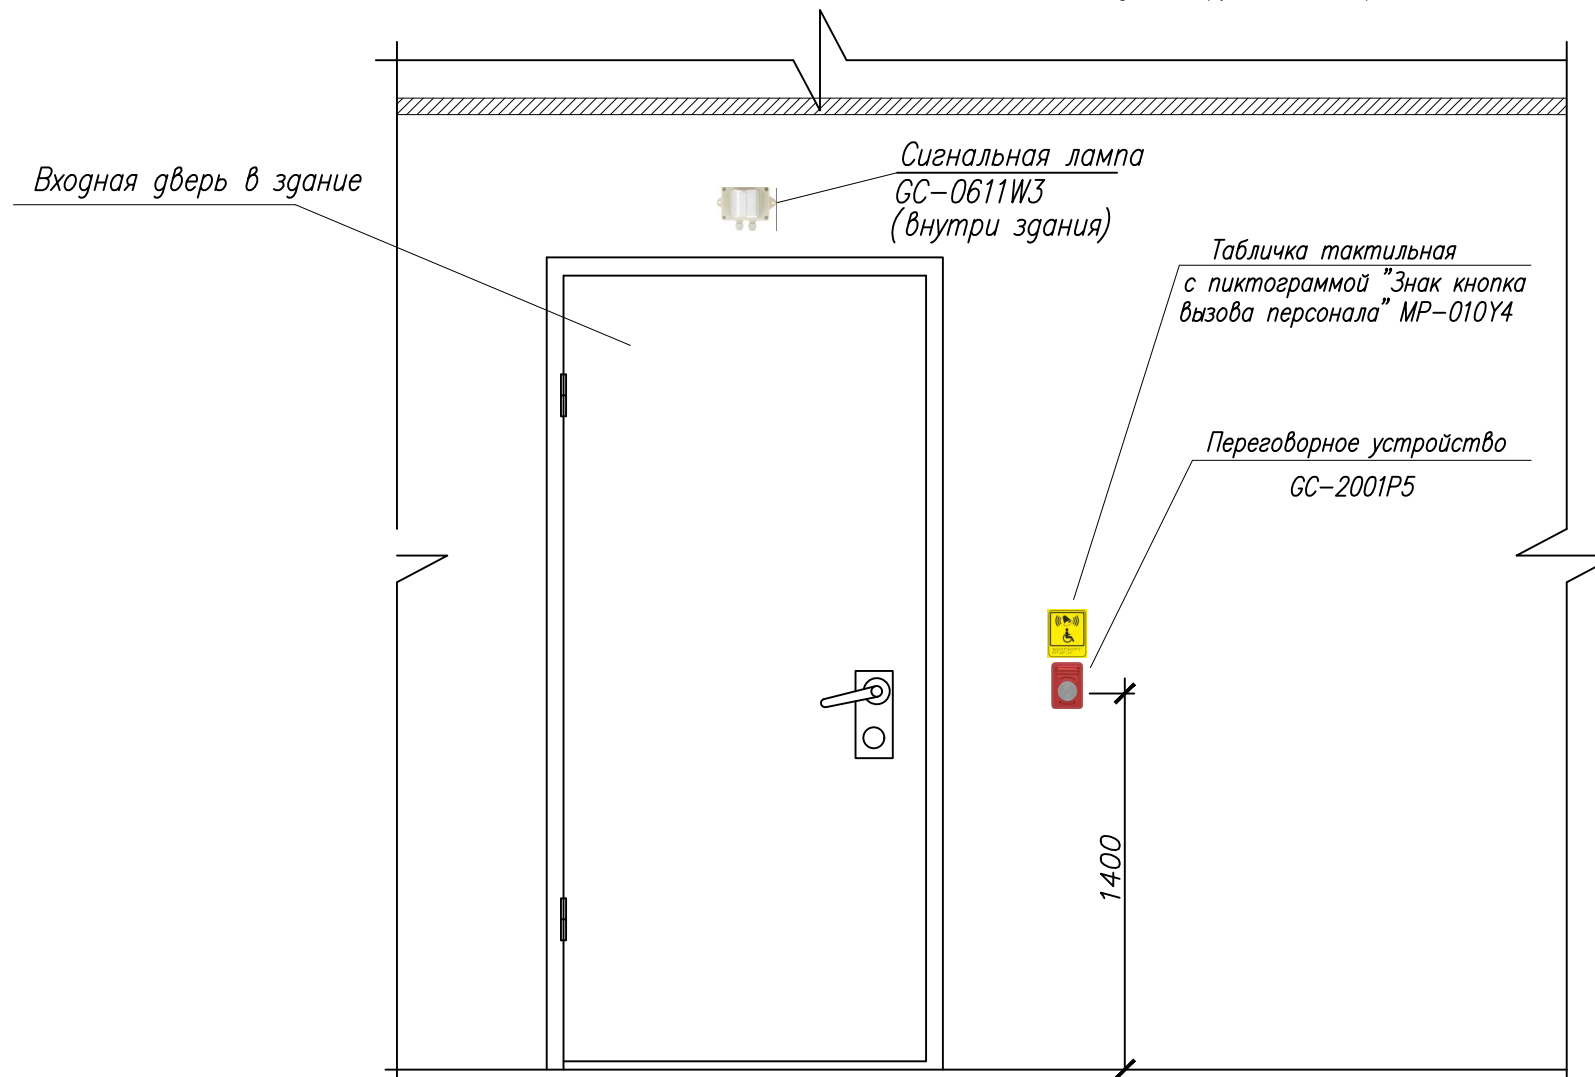 Входная дверь в здание
Сигнальная лампа
GC-0611W3
(внутри здания)
Табличка тактильная
с пиктограммой "Знак кнопка
вызова персонала" MP-010Y4
Переговорное устройство
GC-2001P5
1400